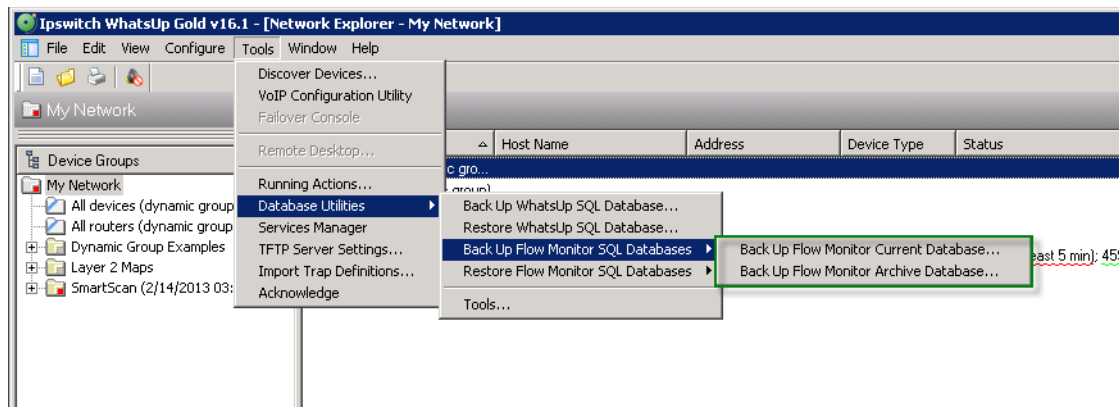 Ipswitch WhatsUp Gold v16.1 - [Network Explorer - My Network]
File Edit View Configure Tools Window Help
My Network
Discover Devices...
VoIP Configuration Utility
Failover Console
Remote Desktop...
Running Actions...
Database Utilities
Services Manager
TFTP Server Settings...
Import Trap Definitions...
Acknowledge
Host Name Address Device Type Status
Device Groups
My Network
All devices (dynamic group
All routers (dynamic group
Dynamic Group Examples
Layer 2 Maps
SmartScan (2/14/2013 03:
c gro...
group)
Back Up WhatsUp SQL Database...
Restore WhatsUp SQL Database...
Back Up Flow Monitor SQL Databases
Restore Flow Monitor SQL Databases
Tools...
Back Up Flow Monitor Current Database...
Back Up Flow Monitor Archive Database...
east 5 min); 459